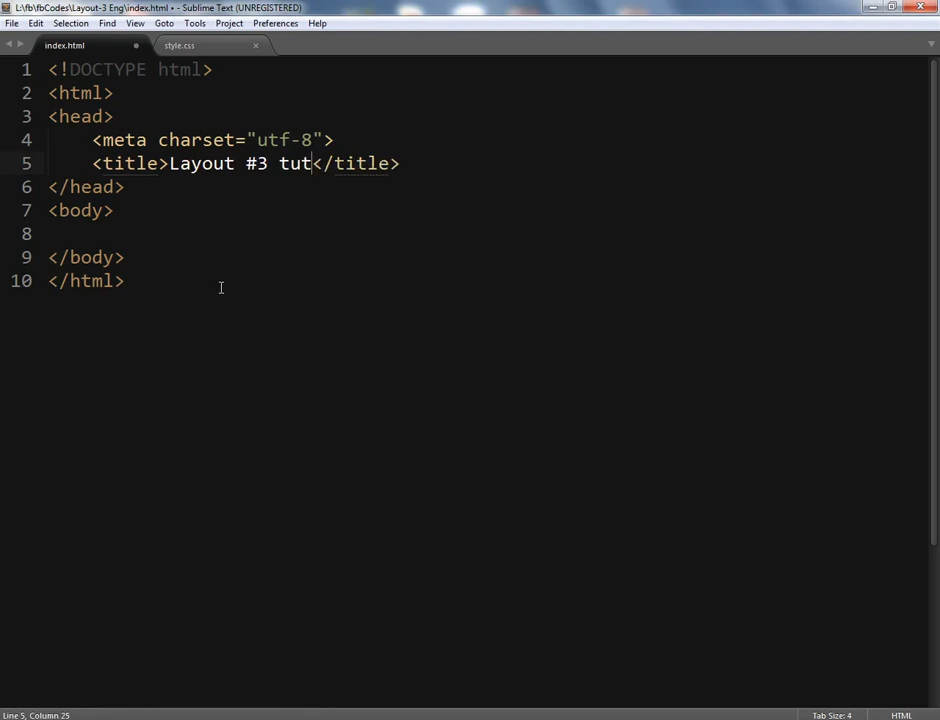 L:\fb\fbCodes\Layout-3 Eng\index.html • - Sublime Text (UNREGISTERED)
File Edit Selection Find View Goto Tools Project Preferences Help
index.html style.css
1 <!DOCTYPE html>
2 <html>
3 <head>
4 <meta charset="utf-8">
5 <title>Layout #3 tut</title>
6 </head>
7 <body>
8
9 </body>
10 </html>
Line 5, Column 25 Tab Size: 4 HTML